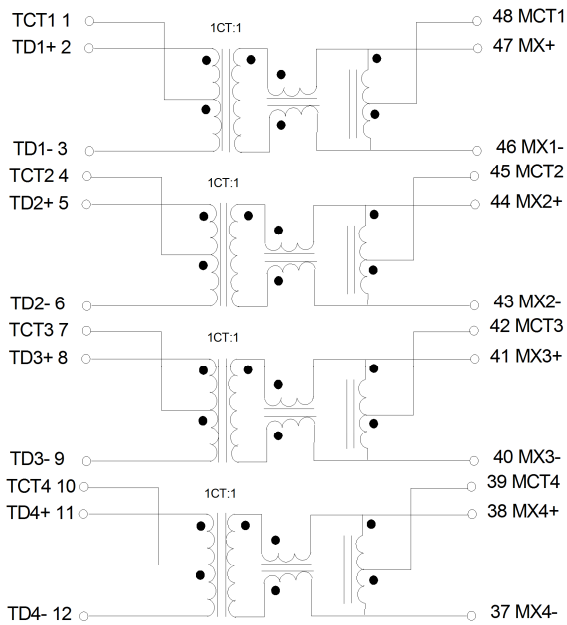 TCT1 1
1CT:1
48 MCT1
TD1+ 2
47 MX+
TD1- 3
46 MX1-
TCT2 4
1CT:1
45 MCT2
TD2+ 5
44 MX2+
TD2- 6
43 MX2-
TCT3 7
1CT:1
42 MCT3
TD3+ 8
41 MX3+
TD3- 9
40 MX3-
TCT4 10
1CT:1
39 MCT4
TD4+ 11
38 MX4+
TD4- 12
37 MX4-